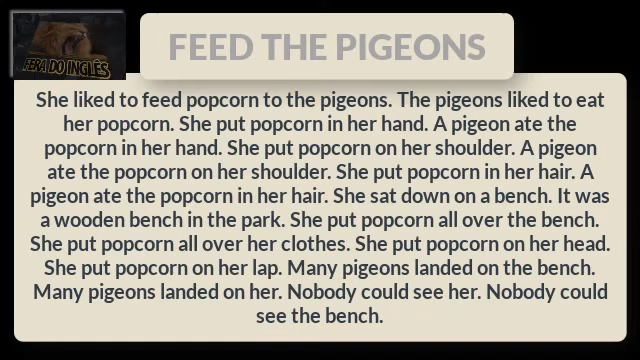 FERA DO INGLÊS
FEED THE PIGEONS
She liked to feed popcorn to the pigeons. The pigeons liked to eat
her popcorn. She put popcorn in her hand. A pigeon ate the
popcorn in her hand. She put popcorn on her shoulder. A pigeon
ate the popcorn on her shoulder. She put popcorn in her hair. A
pigeon ate the popcorn in her hair. She sat down on a bench. It was
a wooden bench in the park. She put popcorn all over the bench.
She put popcorn all over her clothes. She put popcorn on her head.
She put popcorn on her lap. Many pigeons landed on the bench.
Many pigeons landed on her. Nobody could see her. Nobody could
see the bench.